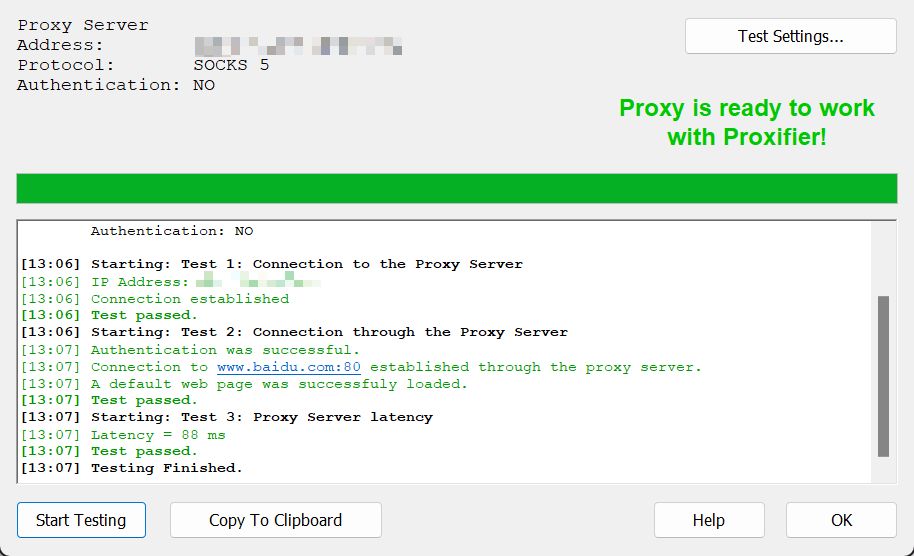 Proxy Server
Address:
Protocol: SOCKS 5
Authentication: NO
Test Settings...
Proxy is ready to work
with Proxifier!
Authentication: NO
[13:06] Starting: Test 1: Connection to the Proxy Server
[13:06] IP Address:
[13:06] Connection established
[13:06] Test passed.
[13:06] Starting: Test 2: Connection through the Proxy Server
[13:07] Authentication was successful.
[13:07] Connection to www.baidu.com:80 established through the proxy server.
[13:07] A default web page was successfuly loaded.
[13:07] Test passed.
[13:07] Starting: Test 3: Proxy Server latency
[13:07] Latency = 88 ms
[13:07] Test passed.
[13:07] Testing Finished.
Start Testing
Copy To Clipboard
Help
OK